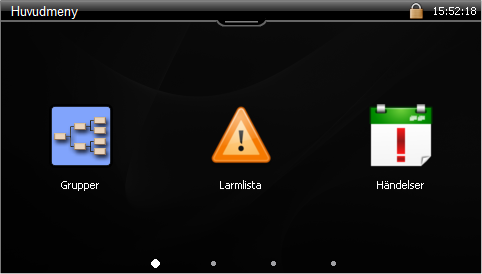 Huvudmeny 15:52:18
Grupper Larmlista Händelser